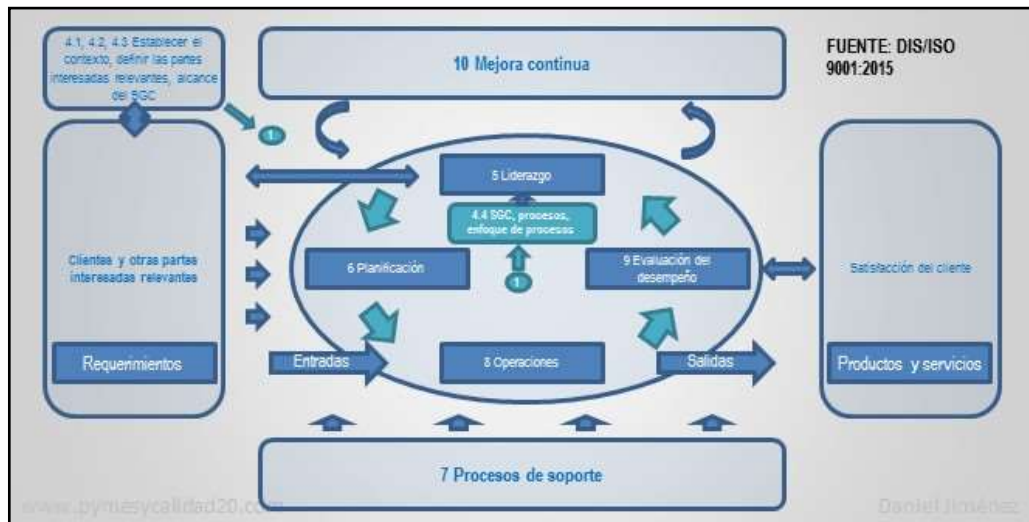 4.1, 4.2, 4.3 Establecer el
contexto, definir las partes
interesadas relevantes, alcance
del SGC
10 Mejora continua
FUENTE: DIS/ISO
9001:2015
1
5 Liderazgo
4.4 SGC, procesos,
enfoque de procesos
Clientes y otras partes
interesadas relevantes
6 Planificación
1
9 Evaluación del
desempeño
Satisfacción del cliente
Requerimientos
Entradas
8 Operaciones
Salidas
Productos y servicios
7 Procesos de soporte
www.pymesycalidad20.com
Daniel Jiménez